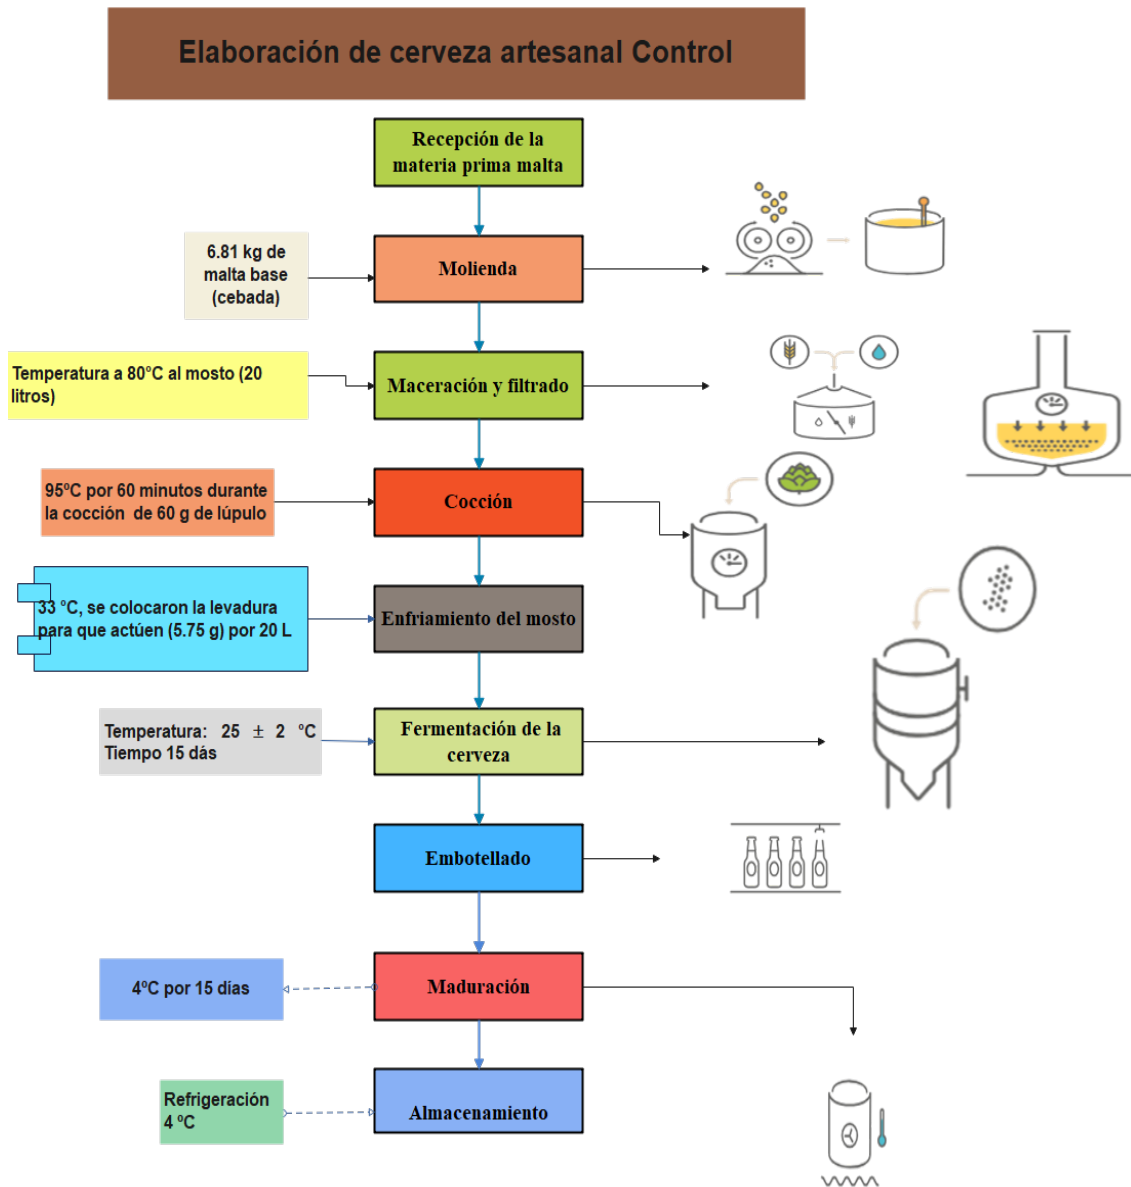 Elaboración de cerveza artesanal Control
Recepción de la
materia prima malta
6.81 kg de
malta base
(cebada)
Molienda
Temperatura a 80°C al mosto (20
litros)
Maceración y filtrado
95ºC por 60 minutos durante
la cocción de 60 g de lúpulo
Cocción
33 °C, se colocaron la levadura
para que actúen (5.75 g) por 20 L
Enfriamiento del mosto
Temperatura: 25 ± 2 °C
Tiempo 15 dás
Fermentación de la
cerveza
Embotellado
4ºC por 15 días
Maduración
Refrigeración
4 ºC
Almacenamiento